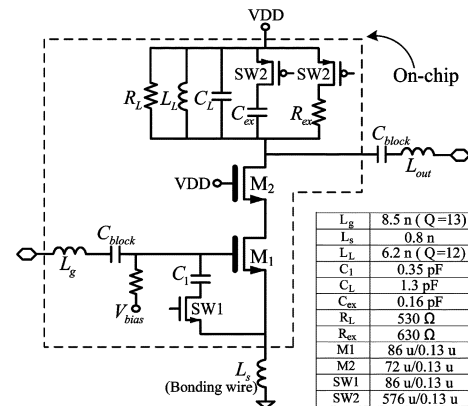 VDD
SW2 SW2
On-chip
R_L L_L C_L C_ex R_ex
C_block
L_out
VDD M2
C_block
M1
L_g
C1
SW1
V_bias
L_s
(Bonding wire)
L_g 8.5 n ( Q=13)
L_s 0.8 n
L_L 6.2 n ( Q=12)
C_1 0.35 pF
C_L 1.3 pF
C_ex 0.16 pF
R_L 530 Ω
R_ex 630 Ω
M1 86 u/0.13 u
M2 72 u/0.13 u
SW1 86 u/0.13 u
SW2 576 u/0.13 u